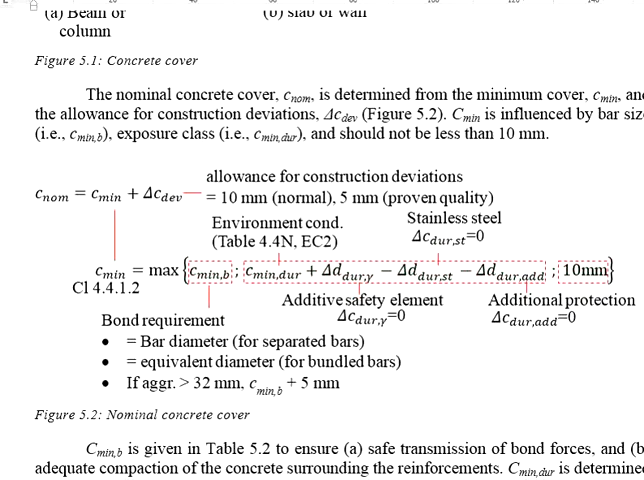 (a) Beam or
column
(b) slab or wall
Figure 5.1: Concrete cover
The nominal concrete cover, cnom, is determined from the minimum cover, cmin, and
the allowance for construction deviations, Δcdev (Figure 5.2). Cmin is influenced by bar siz
(i.e., cmin,b), exposure class (i.e., cmin,dur), and should not be less than 10 mm.
allowance for construction deviations
cnom = cmin + Δcdev = 10 mm (normal), 5 mm (proven quality)
Environment cond.
(Table 4.4N, EC2)
Stainless steel
Δcdur,st=0
cmin = max {cmin,b ; cmin,dur + Δddur,γ − Δddur,st − Δddur,add ; 10mm}
Cl 4.4.1.2
Additive safety element
Δcdur,γ=0
Additional protection
Δcdur,add=0
Bond requirement
• = Bar diameter (for separated bars)
• = equivalent diameter (for bundled bars)
• If aggr. > 32 mm, cmin,b + 5 mm
Figure 5.2: Nominal concrete cover
Cmin,b is given in Table 5.2 to ensure (a) safe transmission of bond forces, and (b
adequate compaction of the concrete surrounding the reinforcements. Cmin,dur is determine